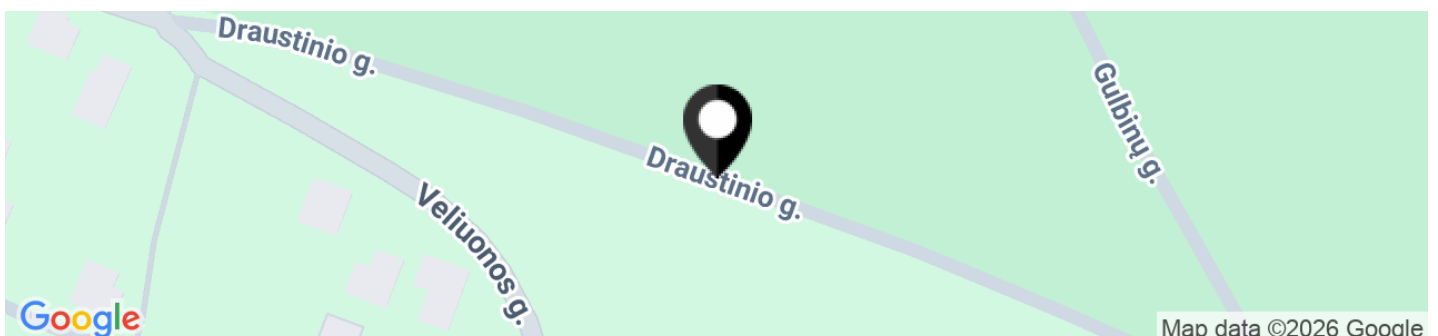 Draustinio g.
Gulbinų g.
Draustinio g.
Veliuonos g.
Google
Map data ©2026 Google